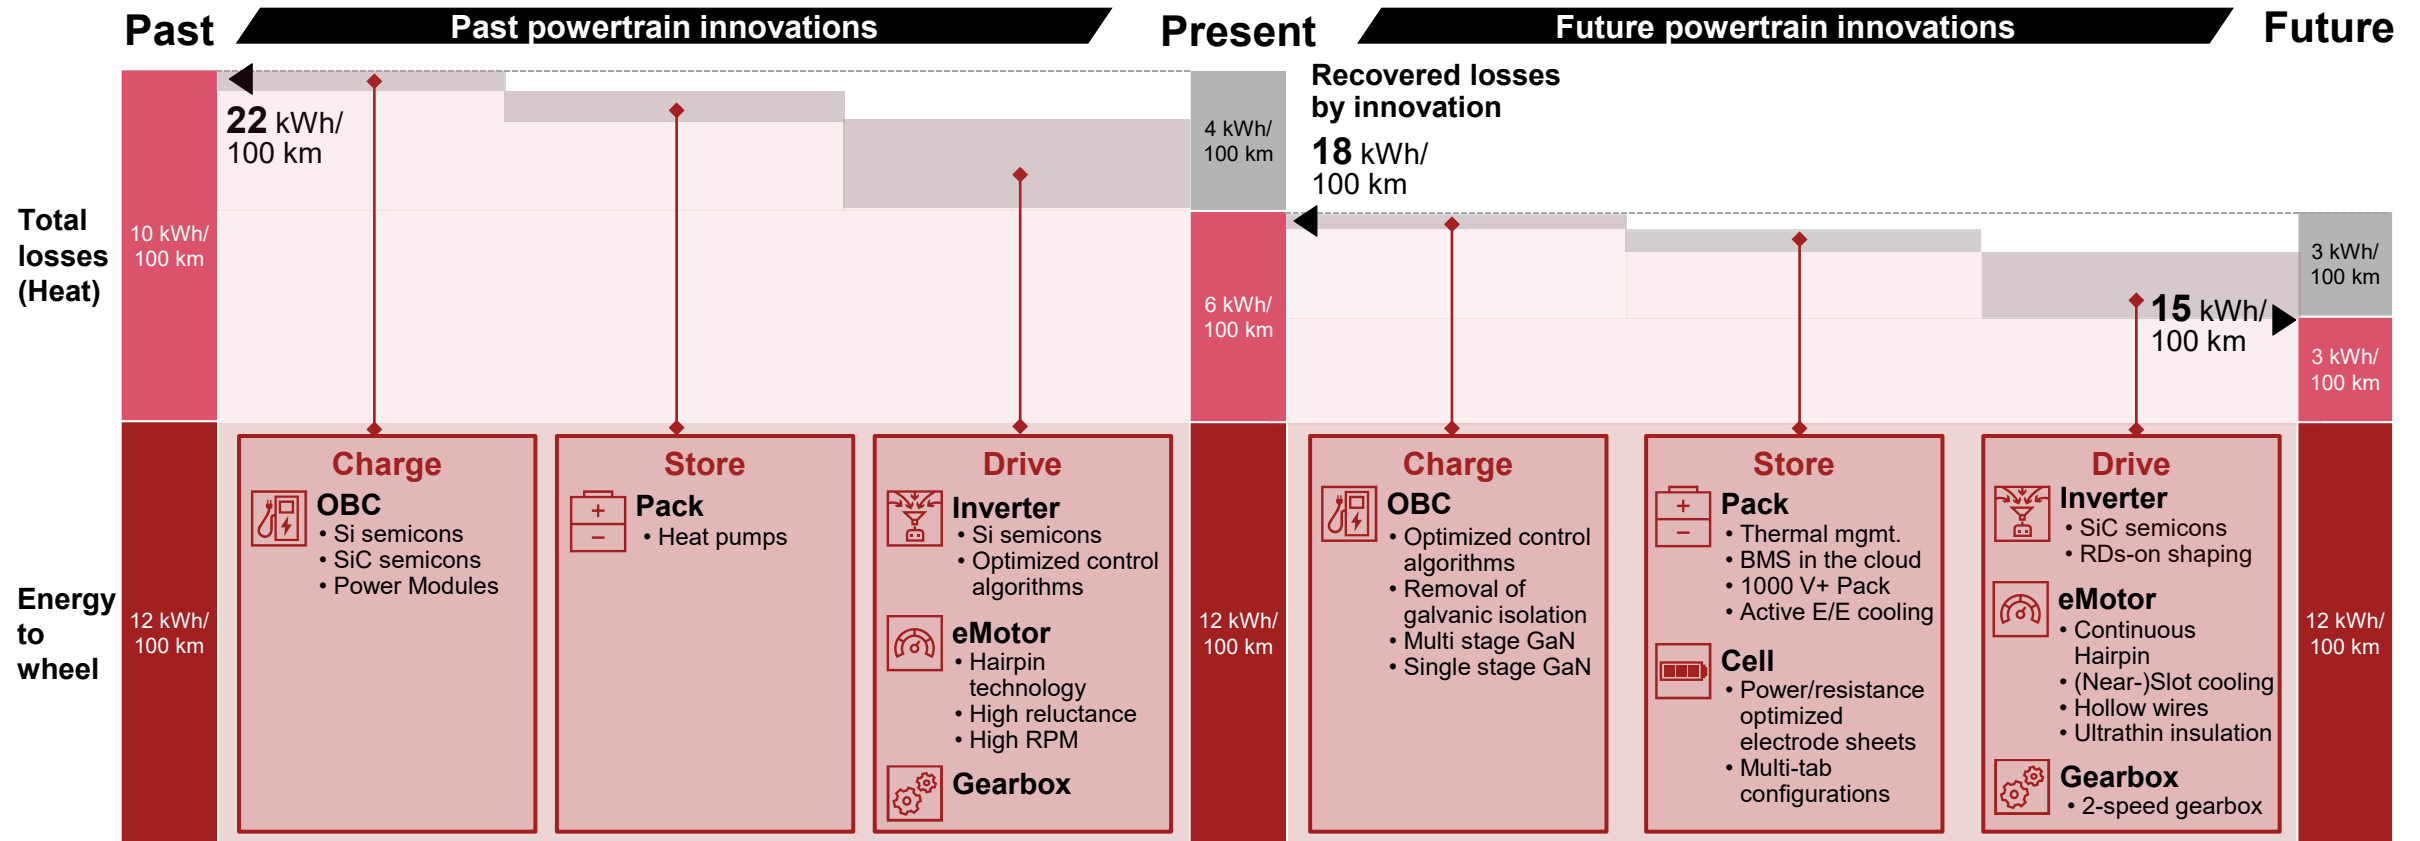 Past
Past powertrain innovations
Present
Future powertrain innovations
Future
22 kWh/
100 km
4 kWh/
100 km
Recovered losses
by innovation
18 kWh/
100 km
Total
losses
(Heat)
10 kWh/
100 km
6 kWh/
100 km
15 kWh/
100 km
3 kWh/
100 km
3 kWh/
100 km
Energy
to
wheel
12 kWh/
100 km
Charge
OBC
• Si semicons
• SiC semicons
• Power Modules
Store
+
−
Pack
• Heat pumps
Drive
Inverter
• Si semicons
• Optimized control
algorithms
eMotor
• Hairpin
technology
• High reluctance
• High RPM
Gearbox
12 kWh/
100 km
Charge
OBC
• Optimized control
algorithms
• Removal of
galvanic isolation
• Multi stage GaN
• Single stage GaN
Store
+
−
Pack
• Thermal mgmt.
• BMS in the cloud
• 1000 V+ Pack
• Active E/E cooling
Cell
• Power/resistance
optimized
electrode sheets
• Multi-tab
configurations
Drive
Inverter
• SiC semicons
• RDs-on shaping
eMotor
• Continuous
Hairpin
• (Near-)Slot cooling
• Hollow wires
• Ultrathin insulation
Gearbox
• 2-speed gearbox
12 kWh/
100 km